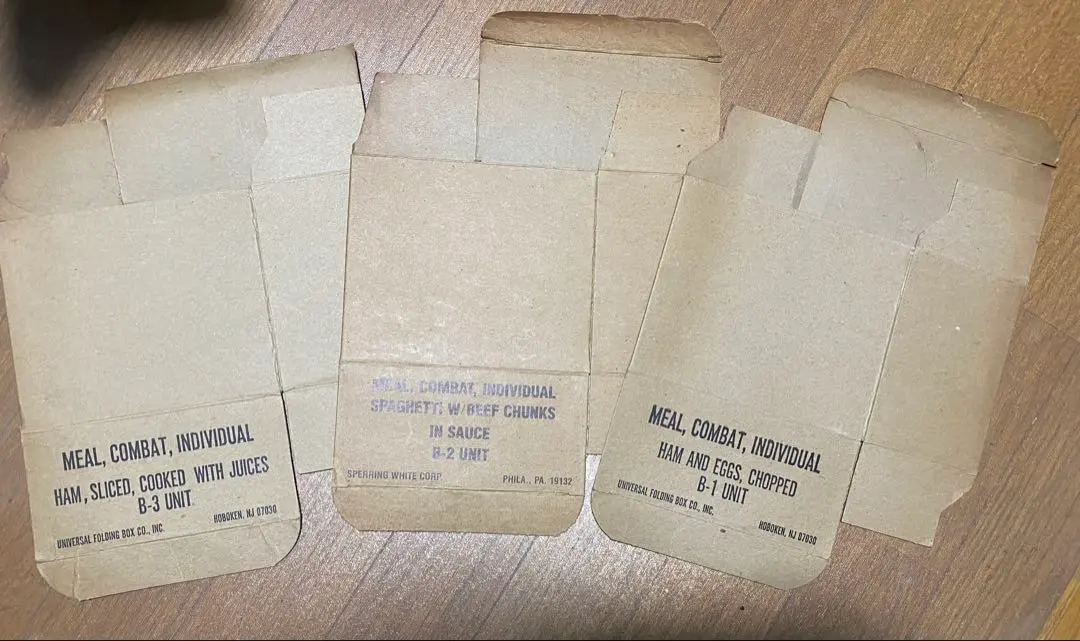 MEAL, COMBAT, INDIVIDUAL
HAM, SLICED, COOKED WITH JUICES
B-3 UNIT
UNIVERSAL FOLDING BOX CO., INC. HOBOKEN, NJ 07030
MEAL, COMBAT, INDIVIDUAL
SPAGHETTI W/BEEF CHUNKS
IN SAUCE
B-2 UNIT
SPERRING WHITE CORP. PHILA., PA. 19132
MEAL, COMBAT, INDIVIDUAL
HAM AND EGGS, CHOPPED
B-1 UNIT
UNIVERSAL FOLDING BOX CO., INC. HOBOKEN, NJ 07030